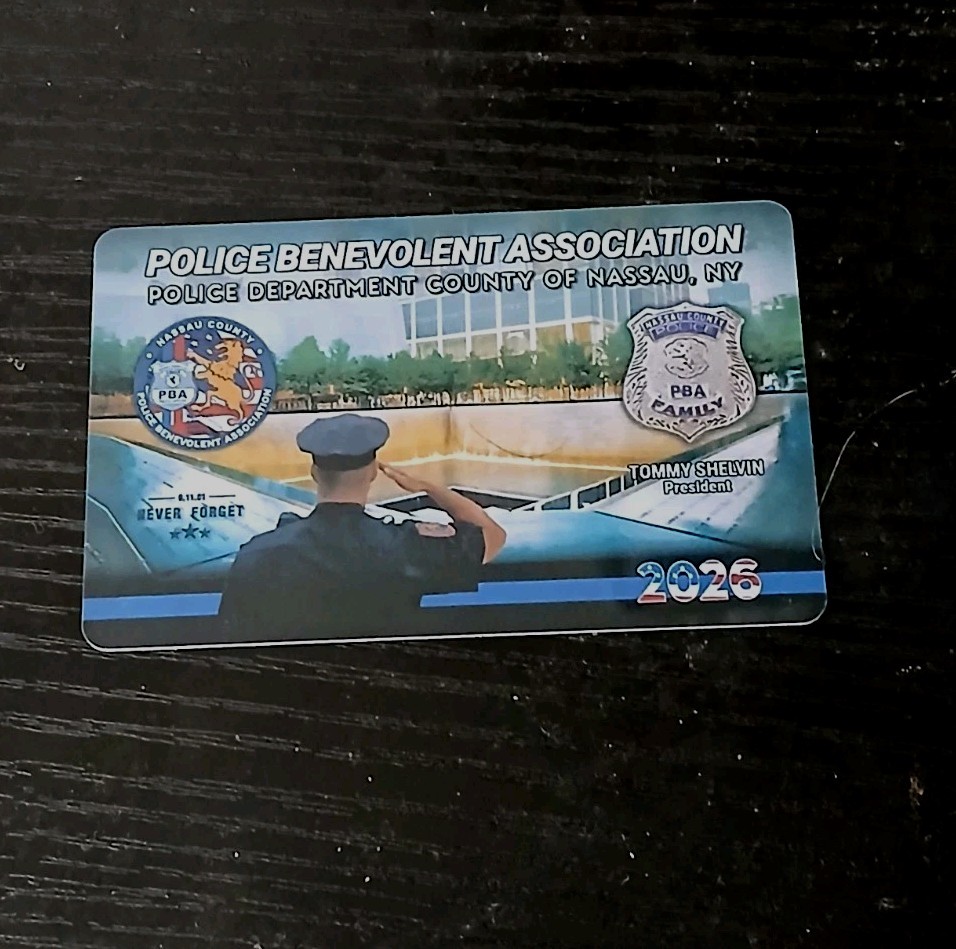 POLICE BENEVOLENT ASSOCIATION
POLICE DEPARTMENT COUNTY OF NASSAU, NY
NASSAU COUNTY
PBA
POLICE BENEVOLENT ASSOCIATION
NASSAU COUNTY
POLICE
PBA
FAMILY
TOMMY SHELVIN
President
9.11.01
NEVER FORGET
2026